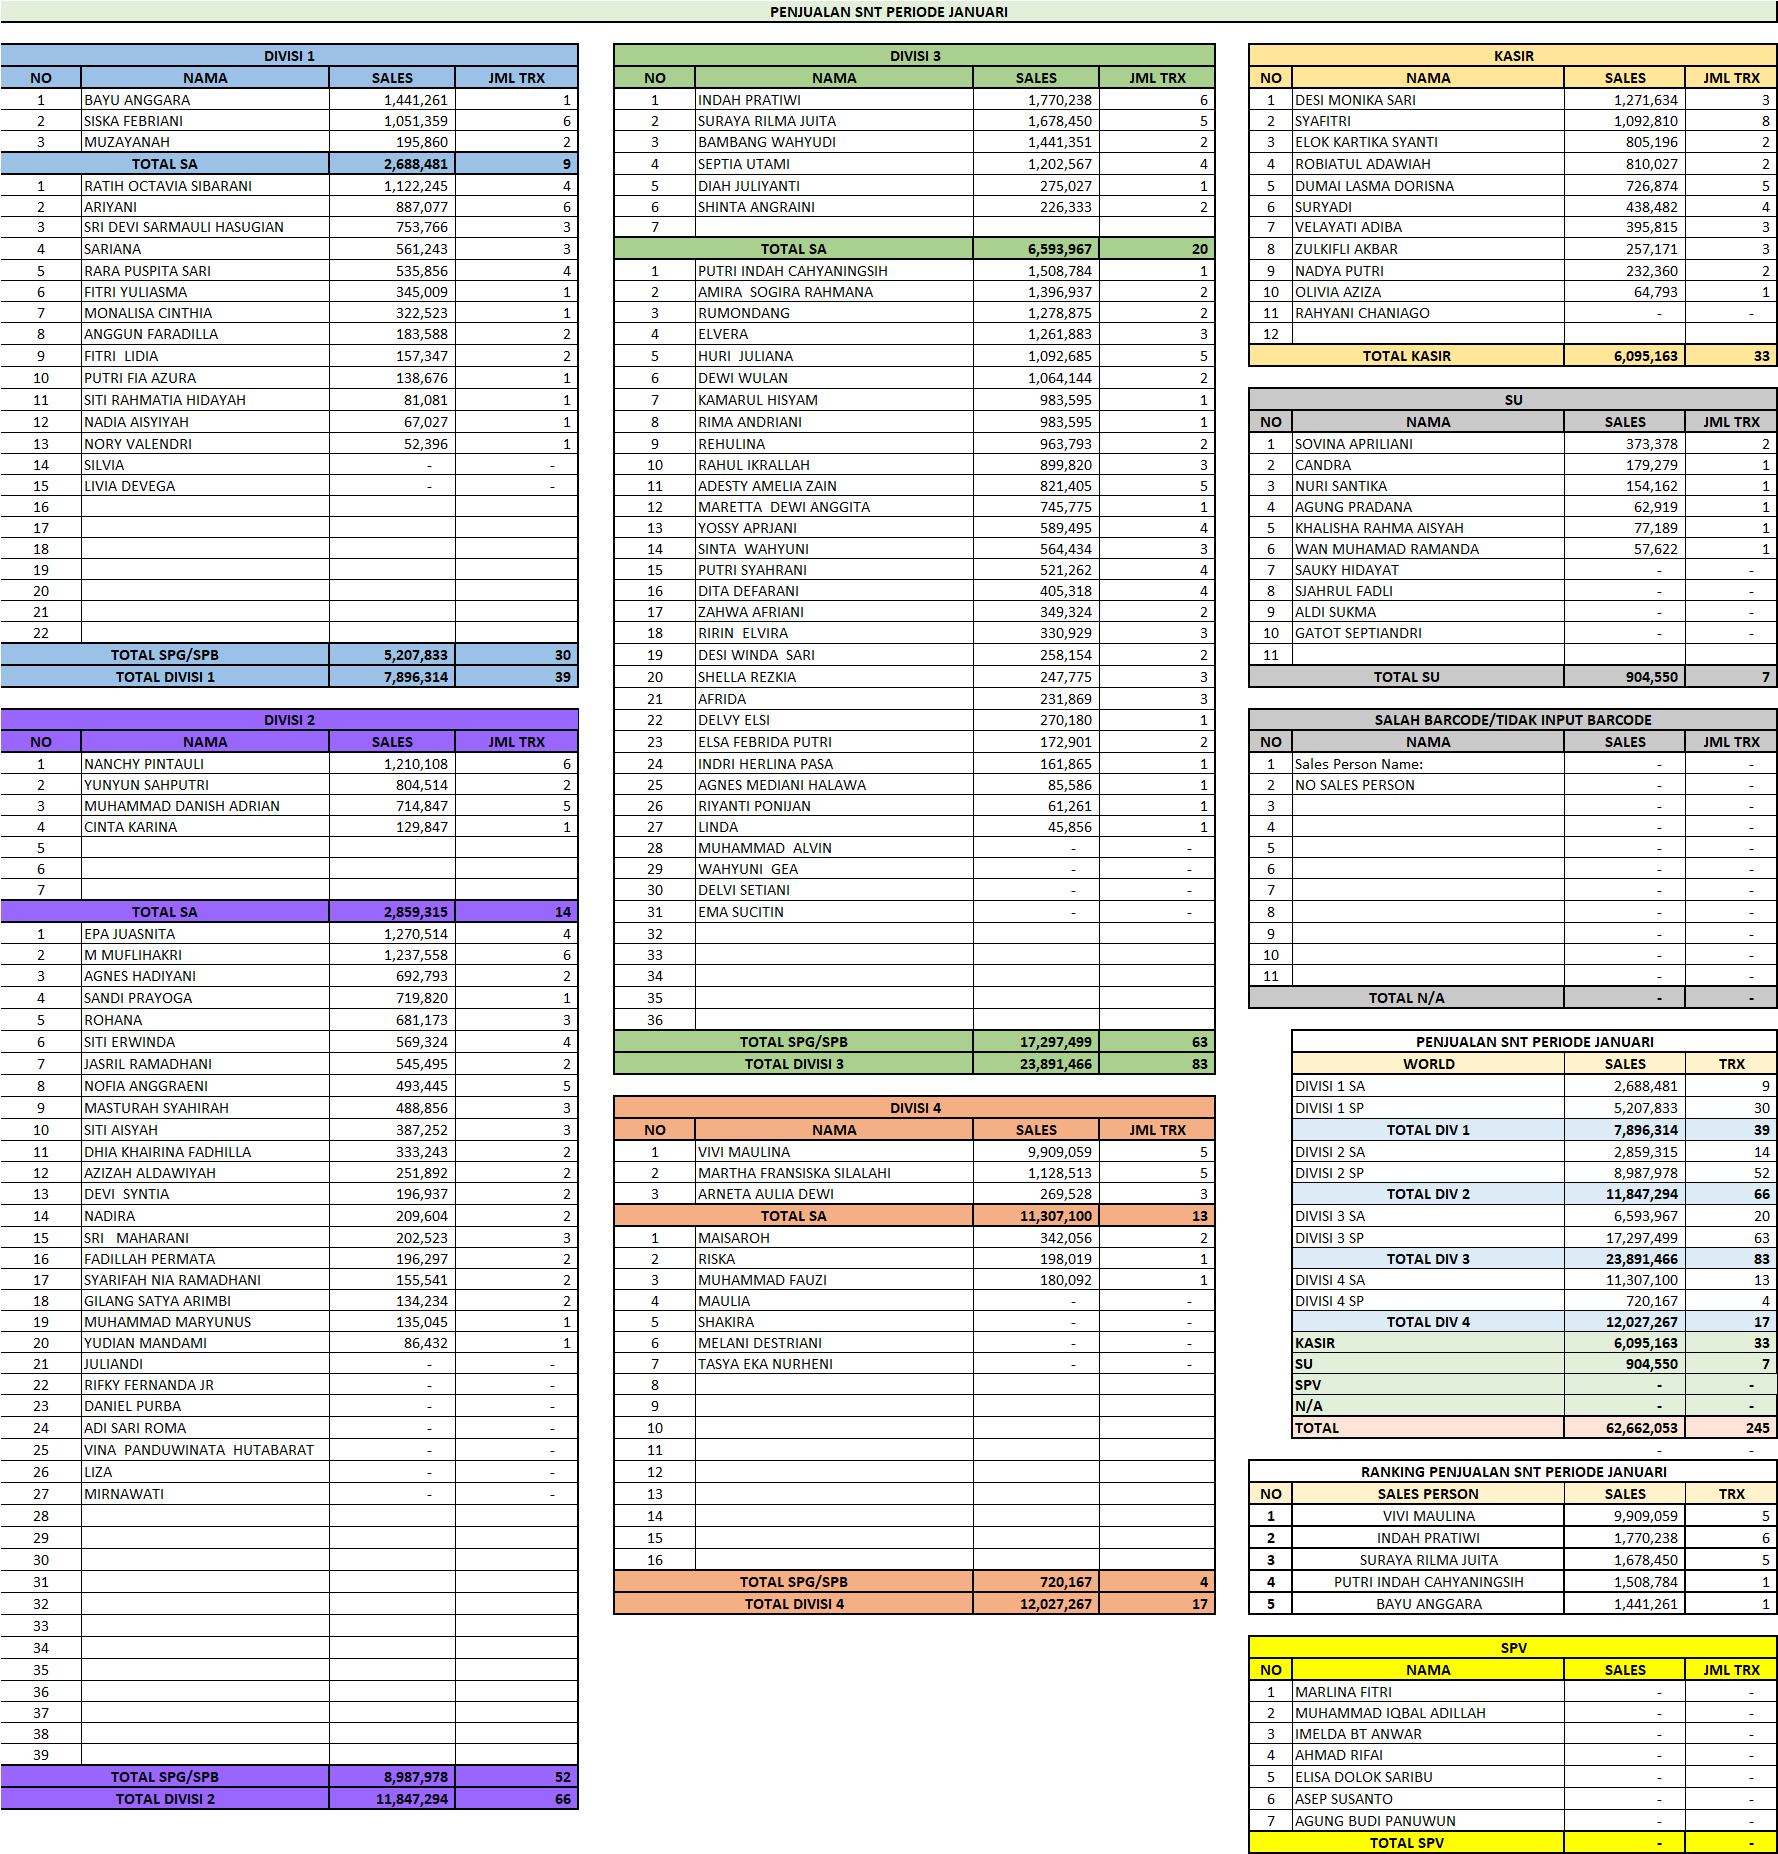 PENJUALAN SNT PERIODE JANUARI
DIVISI 1
NO NAMA SALES JML TRX
1 BAYU ANGGARA 1,441,261 1
2 SISKA FEBRIANI 1,051,359 6
3 MUZAYANAH 195,860 2
TOTAL SA 2,688,481 9
1 RATIH OCTAVIA SIBARANI 1,122,245 4
2 ARIYANI 887,077 6
3 SRI DEVI SARMAULI HASUGIAN 753,766 3
4 SARIANA 561,243 3
5 RARA PUSPITA SARI 535,856 4
6 FITRI YULIASMA 345,009 1
7 MONALISA CINTHIA 322,523 1
8 ANGGUN FARADILLA 183,588 2
9 FITRI LIDIA 157,347 2
10 PUTRI FIA AZURA 138,676 1
11 SITI RAHMATIA HIDAYAH 81,081 1
12 NADIA AISYIYAH 67,027 1
13 NORY VALENDRI 52,396 1
14 SILVIA - -
15 LIVIA DEVEGA - -
16
17
18
19
20
21
22
TOTAL SPG/SPB 5,207,833 30
TOTAL DIVISI 1 7,896,314 39
DIVISI 2
NO NAMA SALES JML TRX
1 NANCHY PINTAULI 1,210,108 6
2 YUNYUN SAHPUTRI 804,514 2
3 MUHAMMAD DANISH ADRIAN 714,847 5
4 CINTA KARINA 129,847 1
5
6
7
TOTAL SA 2,859,315 14
1 EPA JUASNITA 1,270,514 4
2 M MUFLIHAKRI 1,237,558 6
3 AGNES HADIYANI 692,793 2
4 SANDI PRAYOGA 719,820 1
5 ROHANA 681,173 3
6 SITI ERWINDA 569,324 4
7 JASRIL RAMADHANI 545,495 2
8 NOFIA ANGGRAENI 493,445 5
9 MASTURAH SYAHIRAH 488,856 3
10 SITI AISYAH 387,252 3
11 DHIA KHAIRINA FADHILLA 333,243 2
12 AZIZAH ALDAWIYAH 251,892 2
13 DEVI SYNTIA 196,937 2
14 NADIRA 209,604 2
15 SRI MAHARANI 202,523 3
16 FADILLAH PERMATA 196,297 2
17 SYARIFAH NIA RAMADHANI 155,541 2
18 GILANG SATYA ARIMBI 134,234 2
19 MUHAMMAD MARYUNUS 135,045 1
20 YUDIAN MANDAMI 86,432 1
21 JULIANDI - -
22 RIFKY FERNANDA JR - -
23 DANIEL PURBA - -
24 ADI SARI ROMA - -
25 VINA PANDUWINATA HUTABARAT - -
26 LIZA - -
27 MIRNAWATI - -
28
29
30
31
32
33
34
35
36
37
38
39
TOTAL SPG/SPB 8,987,978 52
TOTAL DIVISI 2 11,847,294 66
DIVISI 3
NO NAMA SALES JML TRX
1 INDAH PRATIWI 1,770,238 6
2 SURAYA RILMA JUITA 1,678,450 5
3 BAMBANG WAHYUDI 1,441,351 2
4 SEPTIA UTAMI 1,202,567 4
5 DIAH JULIYANTI 275,027 1
6 SHINTA ANGRAINI 226,333 2
7
TOTAL SA 6,593,967 20
1 PUTRI INDAH CAHYANINGSIH 1,508,784 1
2 AMIRA SOGIRA RAHMANA 1,396,937 2
3 RUMONDANG 1,278,875 2
4 ELVERA 1,261,883 3
5 HURI JULIANA 1,092,685 5
6 DEWI WULAN 1,064,144 2
7 KAMARUL HISYAM 983,595 1
8 RIMA ANDRIANI 983,595 1
9 REHULINA 963,793 2
10 RAHUL IKRALLAH 899,820 3
11 ADESTY AMELIA ZAIN 821,405 5
12 MARETTA DEWI ANGGITA 745,775 1
13 YOSSY APRJANI 589,495 4
14 SINTA WAHYUNI 564,434 3
15 PUTRI SYAHRANI 521,262 4
16 DITA DEFARANI 405,318 4
17 ZAHWA AFRIANI 349,324 2
18 RIRIN ELVIRA 330,929 3
19 DESI WINDA SARI 258,154 2
20 SHELLA REZKIA 247,775 3
21 AFRIDA 231,869 3
22 DELVY ELSI 270,180 1
23 ELSA FEBRIDA PUTRI 172,901 2
24 INDRI HERLINA PASA 161,865 1
25 AGNES MEDIANI HALAWA 85,586 1
26 RIYANTI PONIJAN 61,261 1
27 LINDA 45,856 1
28 MUHAMMAD ALVIN - -
29 WAHYUNI GEA - -
30 DELVI SETIANI - -
31 EMA SUCITIN - -
32
33
34
35
36
TOTAL SPG/SPB 17,297,499 63
TOTAL DIVISI 3 23,891,466 83
DIVISI 4
NO NAMA SALES JML TRX
1 VIVI MAULINA 9,909,059 5
2 MARTHA FRANSISKA SILALAHI 1,128,513 5
3 ARNETA AULIA DEWI 269,528 3
TOTAL SA 11,307,100 13
1 MAISAROH 342,056 2
2 RISKA 198,019 1
3 MUHAMMAD FAUZI 180,092 1
4 MAULIA - -
5 SHAKIRA - -
6 MELANI DESTRIANI - -
7 TASYA EKA NURHENI - -
8
9
10
11
12
13
14
15
16
TOTAL SPG/SPB 720,167 4
TOTAL DIVISI 4 12,027,267 17
KASIR
NO NAMA SALES JML TRX
1 DESI MONIKA SARI 1,271,634 3
2 SYAFITRI 1,092,810 8
3 ELOK KARTIKA SYANTI 805,196 2
4 ROBIATUL ADAWIAH 810,027 2
5 DUMAI LASMA DORISNA 726,874 5
6 SURYADI 438,482 4
7 VELAYATI ADIBA 395,815 3
8 ZULKIFLI AKBAR 257,171 3
9 NADYA PUTRI 232,360 2
10 OLIVIA AZIZA 64,793 1
11 RAHYANI CHANIAGO - -
12
TOTAL KASIR 6,095,163 33
SU
NO NAMA SALES JML TRX
1 SOVINA APRILIANI 373,378 2
2 CANDRA 179,279 1
3 NURI SANTIKA 154,162 1
4 AGUNG PRADANA 62,919 1
5 KHALISHA RAHMA AISYAH 77,189 1
6 WAN MUHAMAD RAMANDA 57,622 1
7 SAUKY HIDAYAT - -
8 SJAHRUL FADLI - -
9 ALDI SUKMA - -
10 GATOT SEPTIANDRI - -
11
TOTAL SU 904,550 7
SALAH BARCODE/TIDAK INPUT BARCODE
NO NAMA SALES JML TRX
1 Sales Person Name: - -
2 NO SALES PERSON - -
3 - -
4 - -
5 - -
6 - -
7 - -
8 - -
9 - -
10 - -
11 - -
TOTAL N/A - -
PENJUALAN SNT PERIODE JANUARI
WORLD SALES TRX
DIVISI 1 SA 2,688,481 9
DIVISI 1 SP 5,207,833 30
TOTAL DIV 1 7,896,314 39
DIVISI 2 SA 2,859,315 14
DIVISI 2 SP 8,987,978 52
TOTAL DIV 2 11,847,294 66
DIVISI 3 SA 6,593,967 20
DIVISI 3 SP 17,297,499 63
TOTAL DIV 3 23,891,466 83
DIVISI 4 SA 11,307,100 13
DIVISI 4 SP 720,167 4
TOTAL DIV 4 12,027,267 17
KASIR 6,095,163 33
SU 904,550 7
SPV - -
N/A - -
TOTAL 62,662,053 245
- -
RANKING PENJUALAN SNT PERIODE JANUARI
NO SALES PERSON SALES TRX
1 VIVI MAULINA 9,909,059 5
2 INDAH PRATIWI 1,770,238 6
3 SURAYA RILMA JUITA 1,678,450 5
4 PUTRI INDAH CAHYANINGSIH 1,508,784 1
5 BAYU ANGGARA 1,441,261 1
SPV
NO NAMA SALES JML TRX
1 MARLINA FITRI - -
2 MUHAMMAD IQBAL ADILLAH - -
3 IMELDA BT ANWAR - -
4 AHMAD RIFAI - -
5 ELISA DOLOK SARIBU - -
6 ASEP SUSANTO - -
7 AGUNG BUDI PANUWUN - -
TOTAL SPV - -